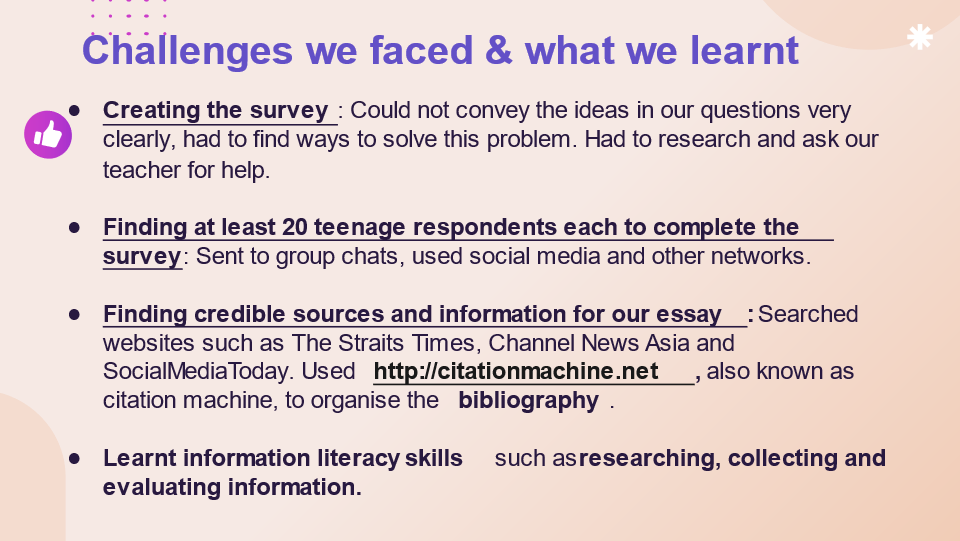 Challenges we faced & what we learnt
● Creating the survey : Could not convey the ideas in our questions very
clearly, had to find ways to solve this problem. Had to research and ask our
teacher for help.
● Finding at least 20 teenage respondents each to complete the
survey: Sent to group chats, used social media and other networks.
● Finding credible sources and information for our essay : Searched
websites such as The Straits Times, Channel News Asia and
SocialMediaToday. Used http://citationmachine.net , also known as
citation machine, to organise the bibliography .
● Learnt information literacy skills such as researching, collecting and
evaluating information.